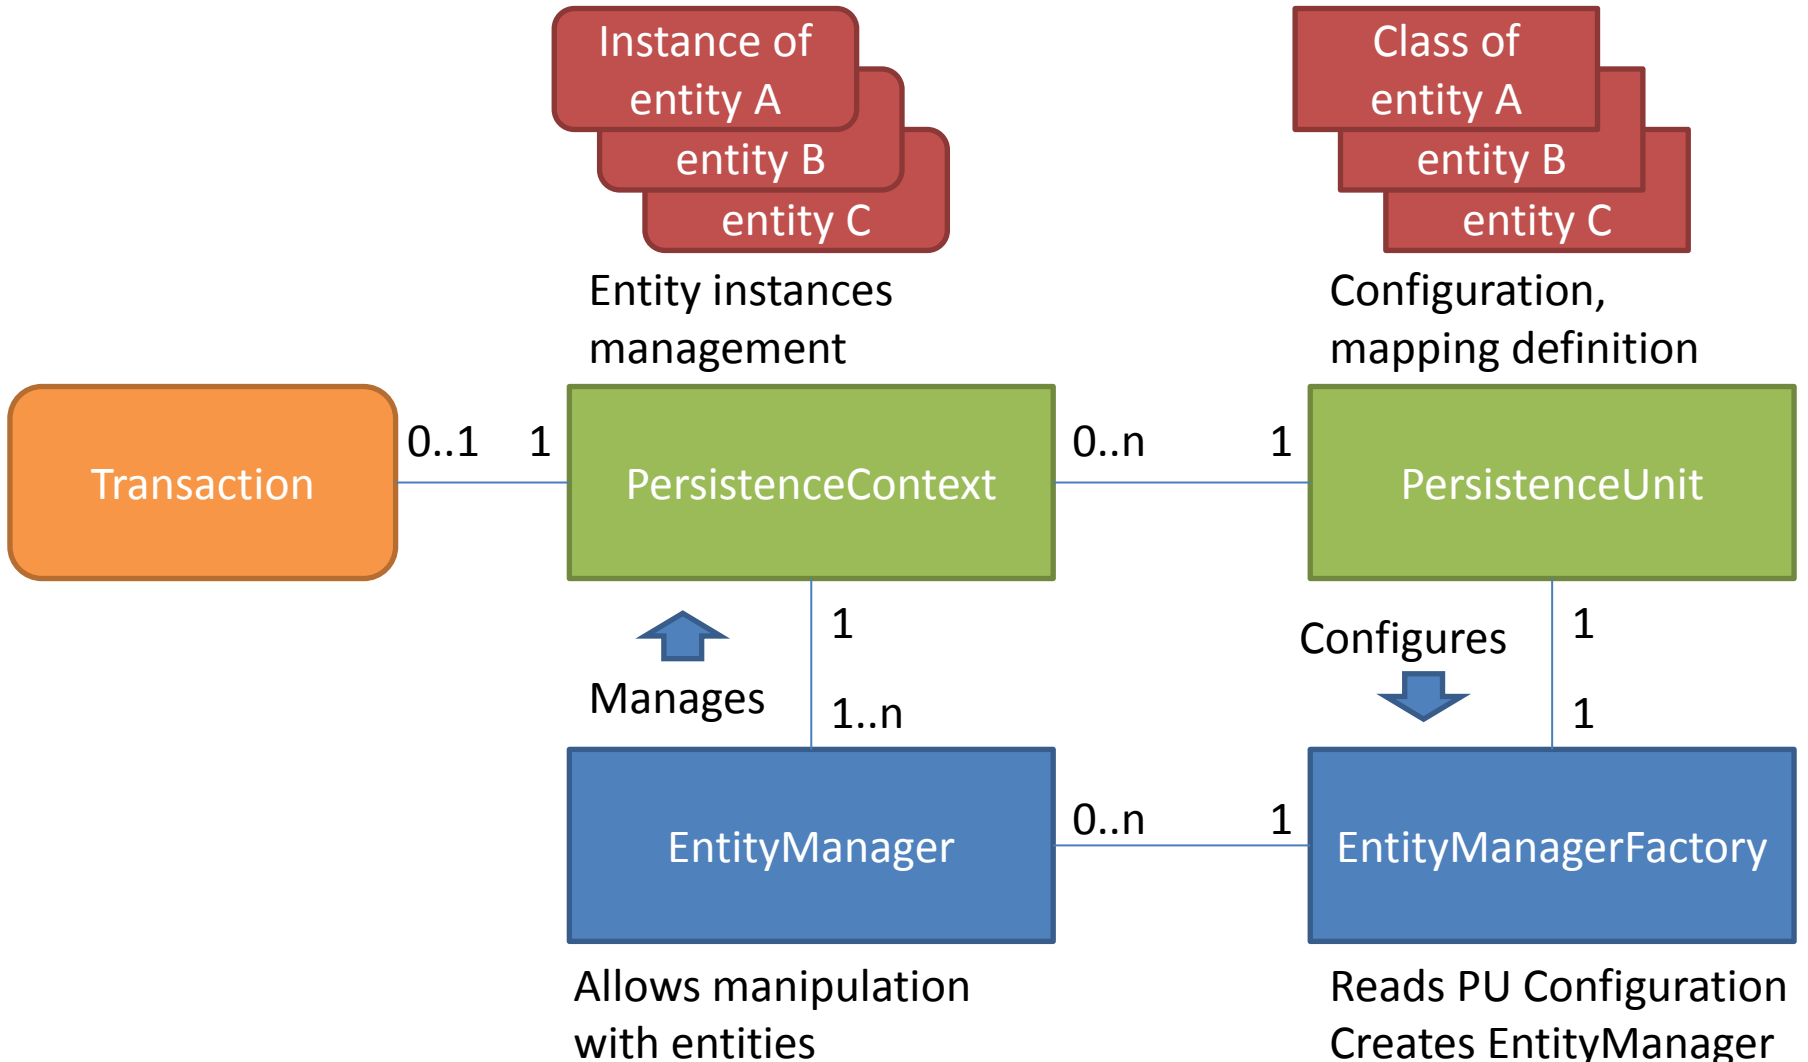 Instance of
entity A
entity B
entity C
Class of
entity A
entity B
entity C
Entity instances
management
Configuration,
mapping definition
Transaction
0..1
1
PersistenceContext
0..n
1
PersistenceUnit
Manages
1
1..n
Configures
1
1
EntityManager
0..n
1
EntityManagerFactory
Allows manipulation
with entities
Reads PU Configuration
Creates EntityManager